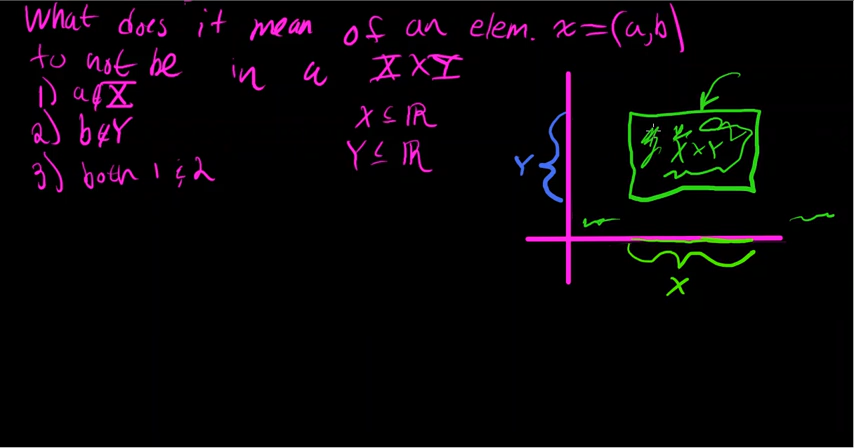 What does it mean of an elem. x=(a,b)
to not be in a X×Y
1) a∉X
2) b∉Y
3) both 1 & 2
X ⊆ ℝ
Y ⊆ ℝ
X×Y
Y
X